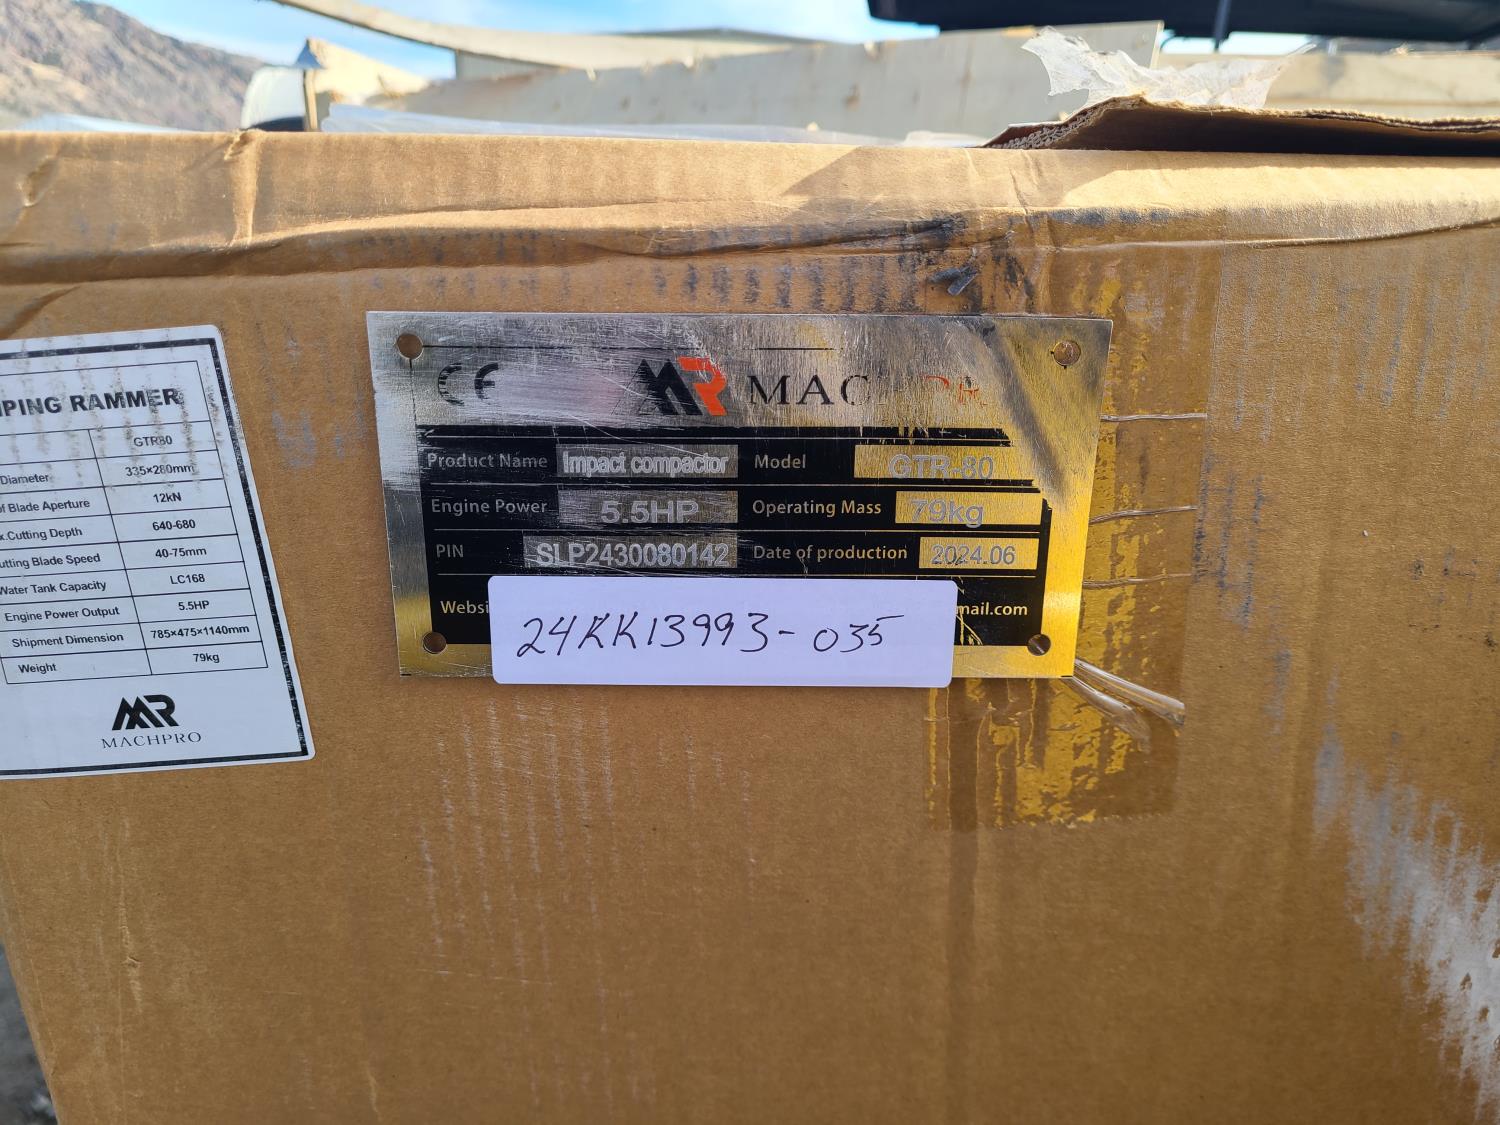 PING RAMMER
GTR80
Diameter 335×280mm
of Blade Aperture 12kN
x.Cutting Depth 640-680
utting Blade Speed 40-75mm
Water Tank Capacity LC168
Engine Power Output 5.5HP
Shipment Dimension 785×475×1140mm
Weight 79kg
MR
MACHPRO
CE MR MACHPR
Product Name Impact compactor Model GTR-80
Engine Power 5.5HP Operating Mass 79kg
PIN SLP2430080142 Date of production 2024.06
Websi mail.com
24KK13993-035